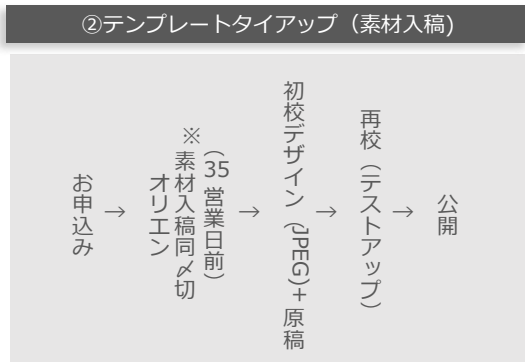 ②テンプレートタイアップ（素材入稿)
お申込み
→
オリエン
※素材入稿同〆切
（35 営業日前）
→
初校デザイン（JPEG)＋原稿
→
再校（テストアップ）
→
公開